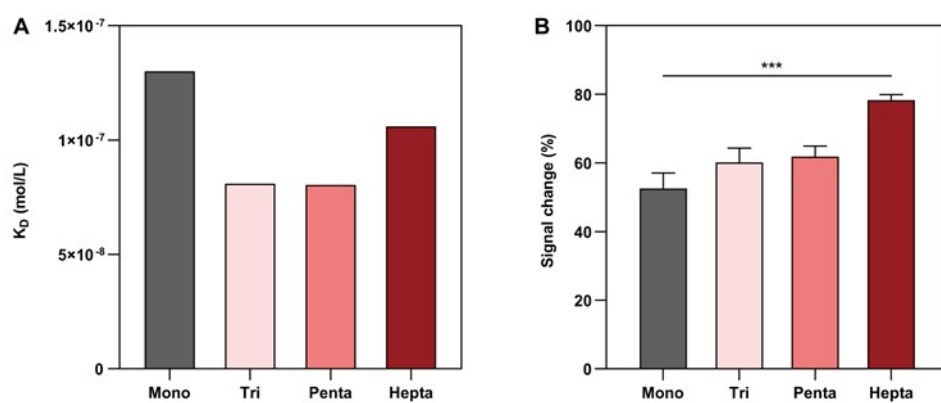 A
K_D (mol/L)
1.5×10⁻⁷
1×10⁻⁷
5×10⁻⁸
0
Mono Tri Penta Hepta
B
Signal change (%)
100
80
60
40
20
0
***
Mono Tri Penta Hepta